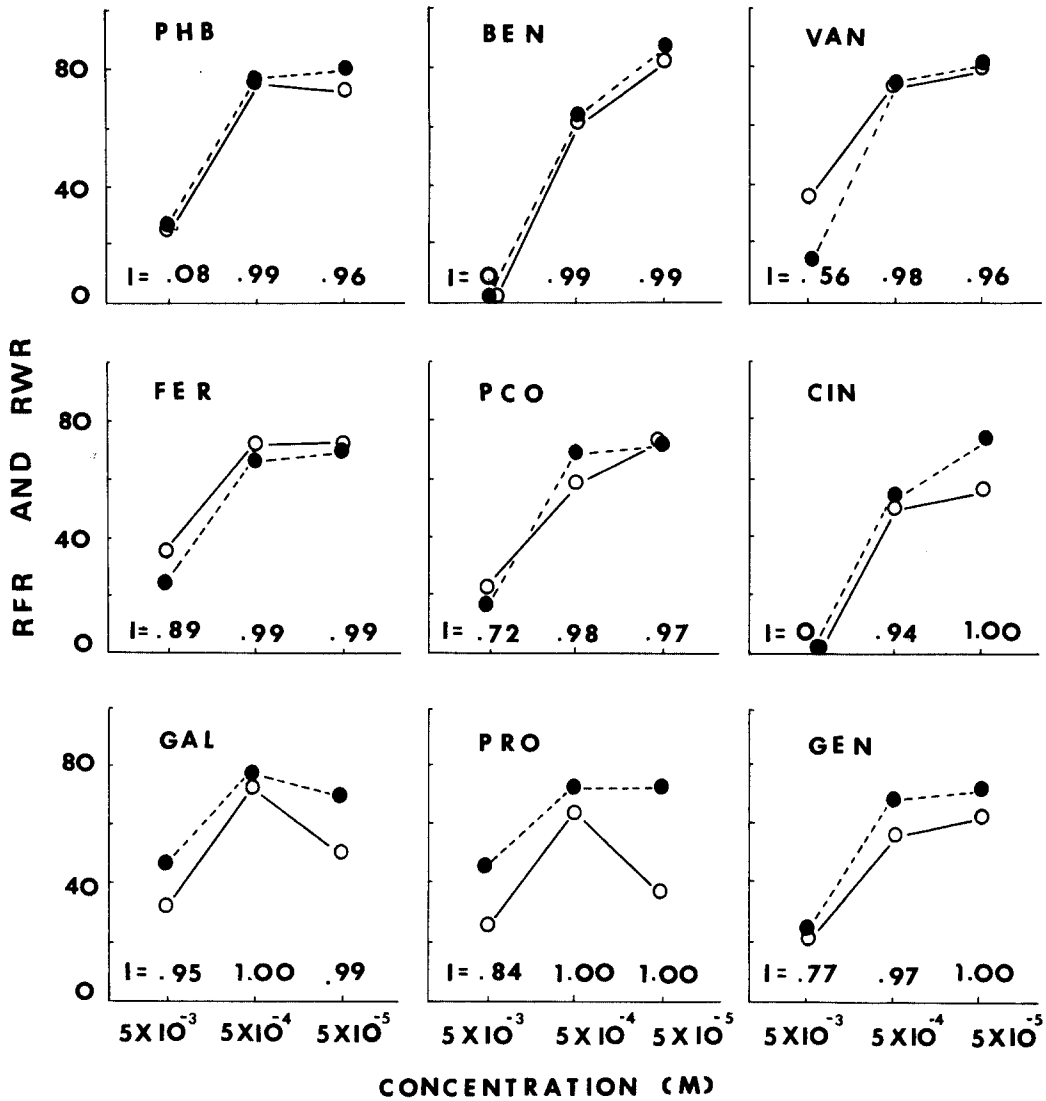 PHB BEN VAN
80
40
I= .08 .99 .96 I= 0 .99 .99 I= .56 .98 .96
0
RFR AND RWR
FER PCO CIN
80
40
I= .89 .99 .99 I= .72 .98 .97 I= 0 .94 1.00
0
GAL PRO GEN
80
40
I= .95 1.00 .99 I= .84 1.00 1.00 I= .77 .97 1.00
0
5X10⁻³ 5X10⁻⁴ 5X10⁻⁵ 5X10⁻³ 5X10⁻⁴ 5X10⁻⁵ 5X10⁻³ 5X10⁻⁴ 5X10⁻⁵
CONCENTRATION (M)